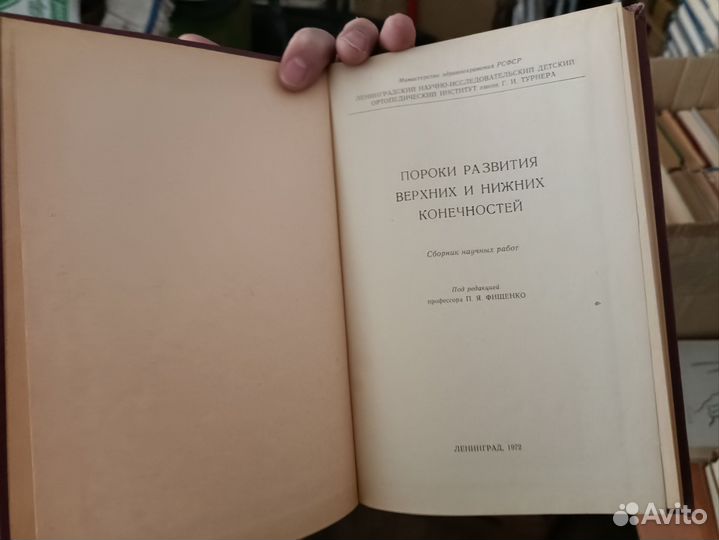 Министерство здравоохранения РСФСР
ЛЕНИНГРАДСКИЙ НАУЧНО-ИССЛЕДОВАТЕЛЬСКИЙ ДЕТСКИЙ
ОРТОПЕДИЧЕСКИЙ ИНСТИТУТ имени Г. И. ТУРНЕРА
ПОРОКИ РАЗВИТИЯ
ВЕРХНИХ И НИЖНИХ
КОНЕЧНОСТЕЙ
Сборник научных работ
Под редакцией
профессора П. Я. ФИЩЕНКО
ЛЕНИНГРАД, 1972
Avito